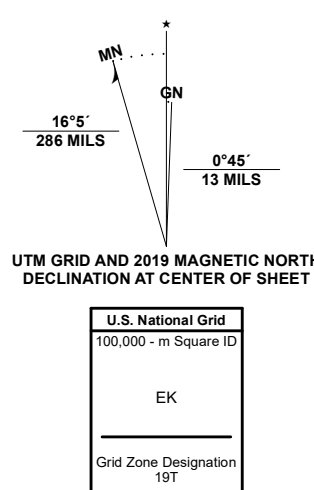 ★
MN
GN
16°5´
286 MILS
0°45´
13 MILS
UTM GRID AND 2019 MAGNETIC NORTH
DECLINATION AT CENTER OF SHEET
U.S. National Grid
100,000 - m Square ID
EK
Grid Zone Designation
19T